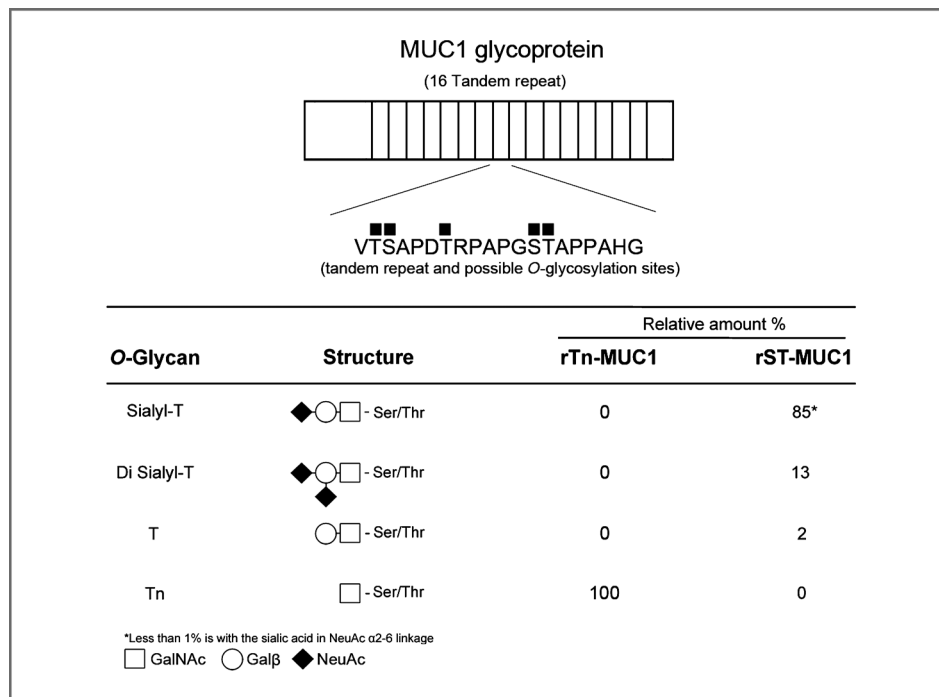 MUC1 glycoprotein
(16 Tandem repeat)
VTSAPDTRPAPGSTAPPAHG
(tandem repeat and possible O-glycosylation sites)
Relative amount %
O-Glycan Structure rTn-MUC1 rST-MUC1
Sialyl-T - Ser/Thr 0 85*
Di Sialyl-T - Ser/Thr 0 13
T - Ser/Thr 0 2
Tn - Ser/Thr 100 0
*Less than 1% is with the sialic acid in NeuAc α2-6 linkage
GalNAc Galβ NeuAc